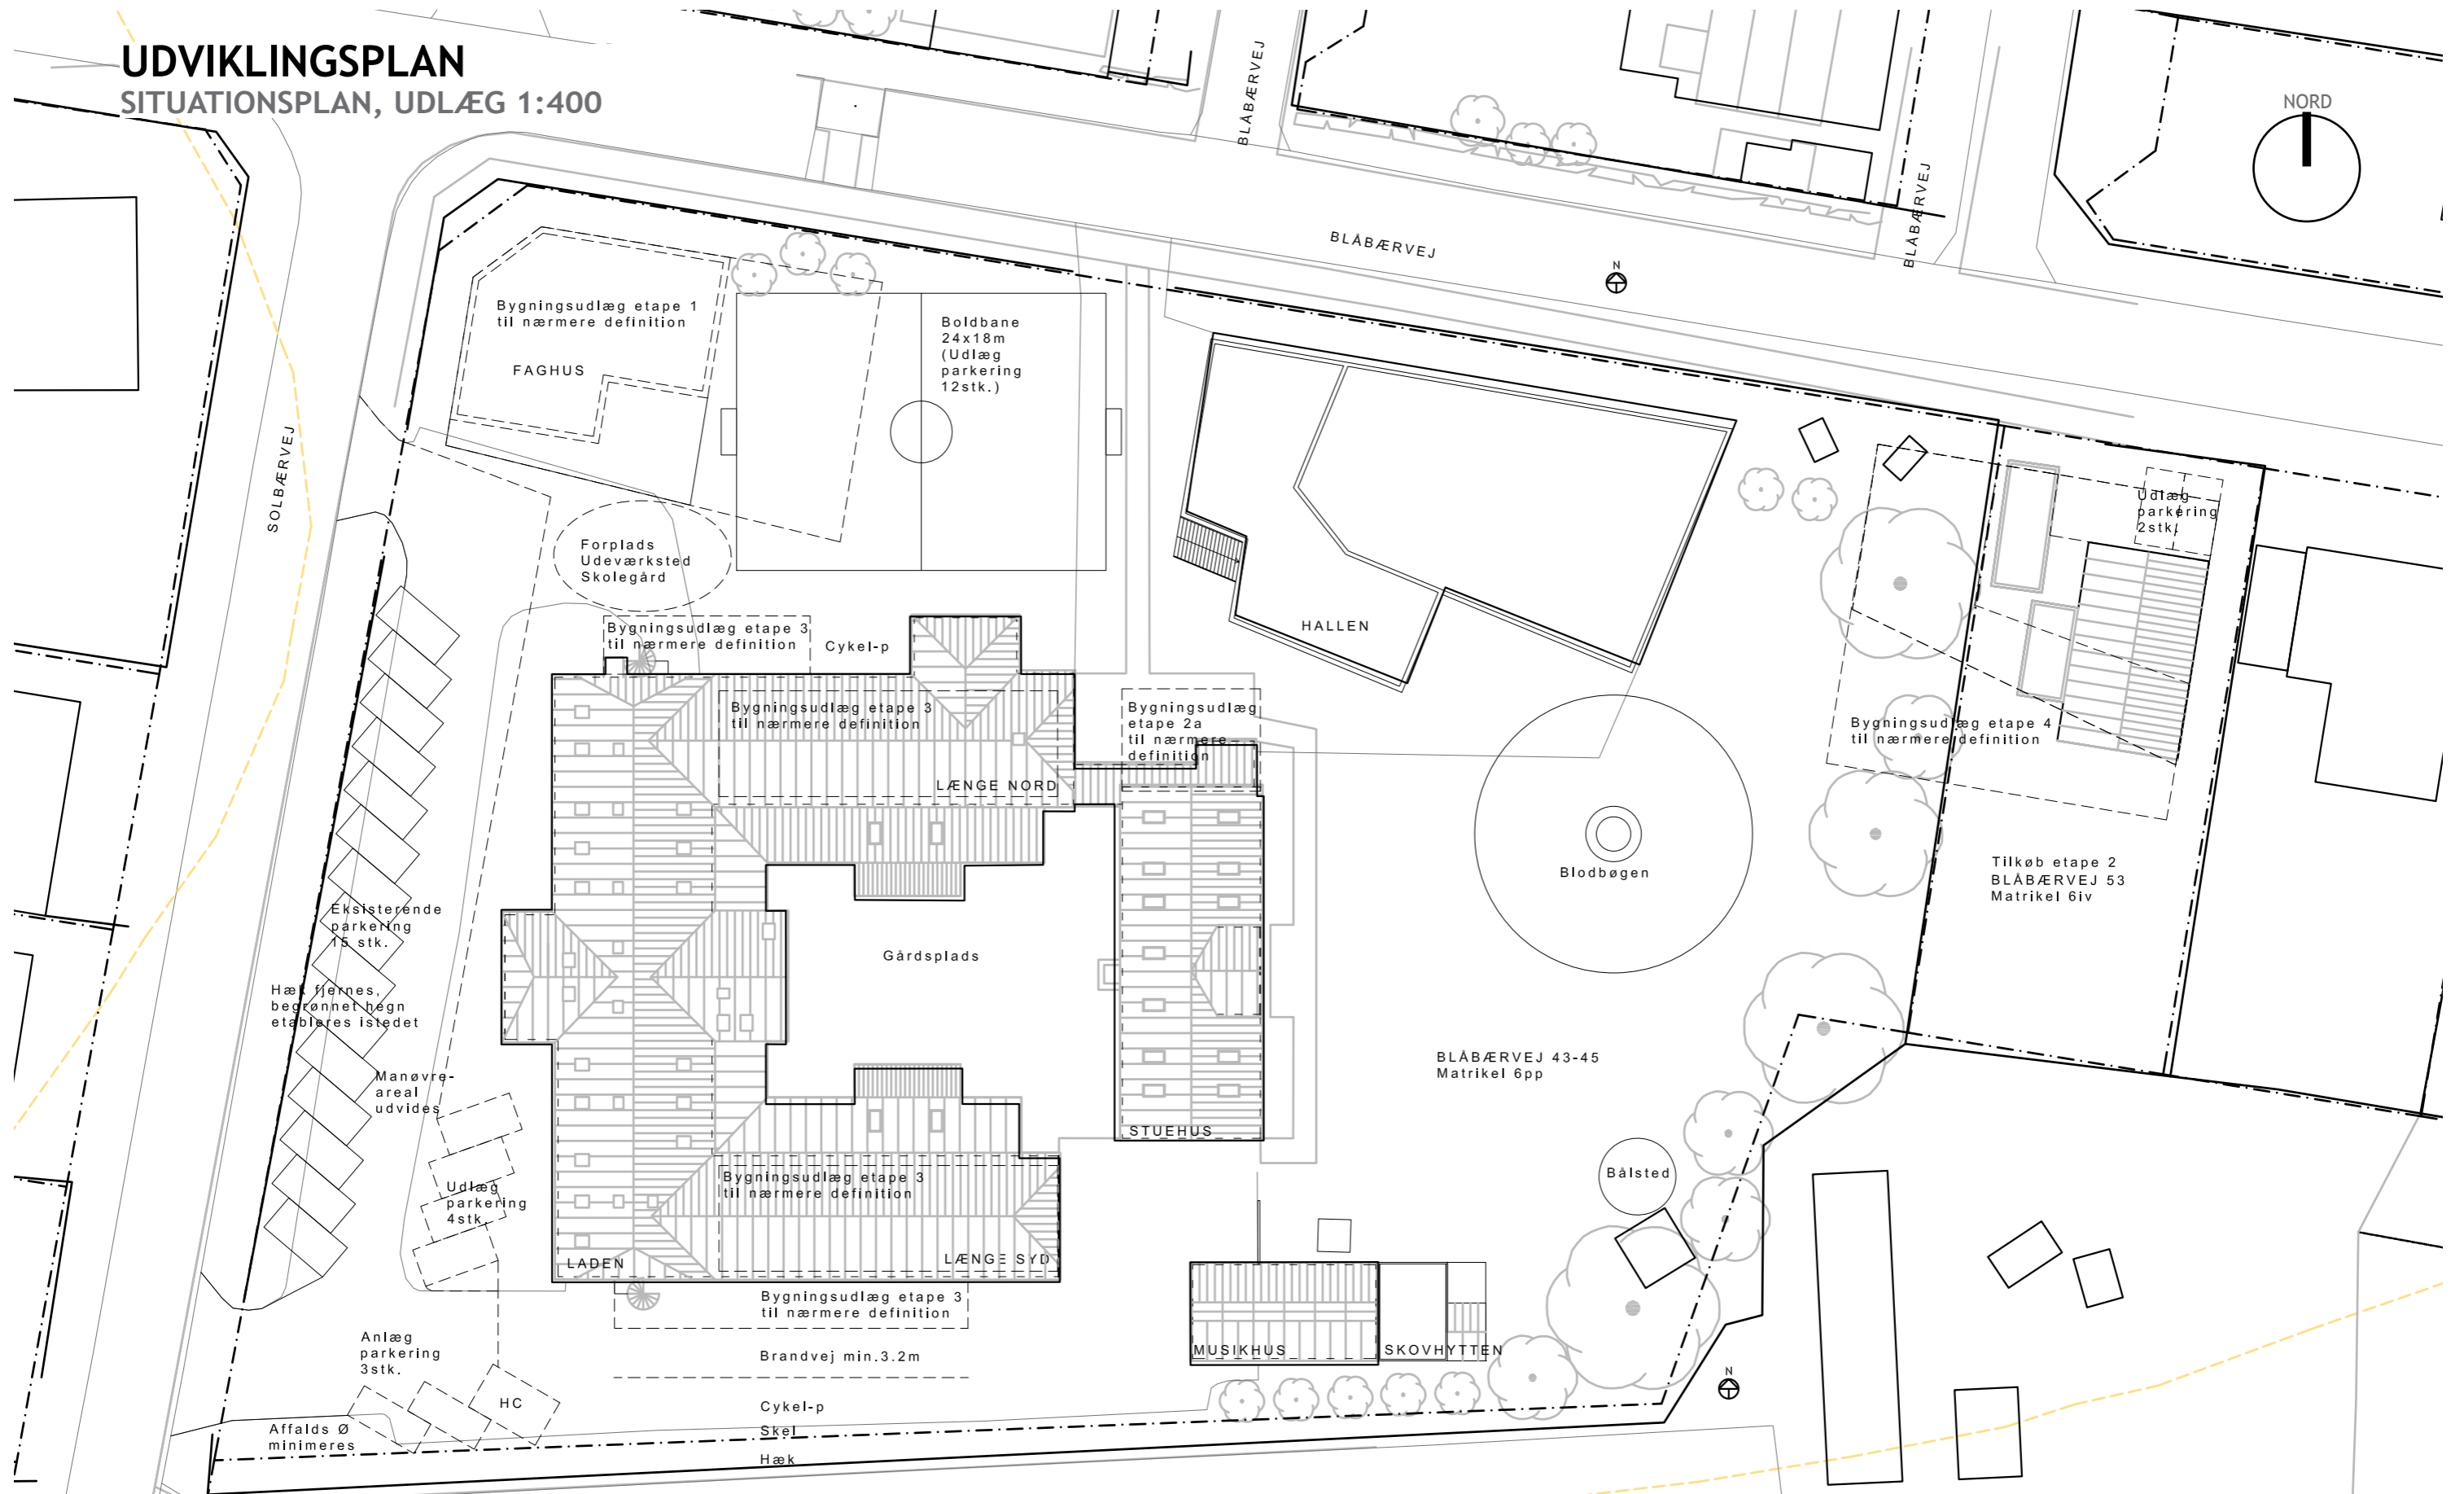 UDVIKLINGSPLAN
SITUATIONSPLAN, UDLÆG 1:400
NORD
BLÅBÆRVEJ
BLÅBÆRVEJ
BLÅBÆRVEJ
N
SOLBÆRVEJ
Bygningsudlæg etape 1
til nærmere definition
FAGHUS
Boldbane
24x18m
(Udlæg
parkering
12stk.)
Forplads
Udeværksted
Skolegård
Udlæg
parkering
2stk.
HALLEN
Bygningsudlæg etape 3
til nærmere definition
Cykel-p
Bygningsudlæg etape 3
til nærmere definition
LÆNGE NORD
Bygningsudlæg
etape 2a
til nærmere
definition
Bygningsudlæg etape 4
til nærmere definition
Blodbøgen
Tilkøb etape 2
BLÅBÆRVEJ 53
Matrikel 6iv
Eksisterende
parkering
15 stk.
Gårdsplads
Hæk fjernes,
begrønnet hegn
etableres istedet
Manøvre-
areal
udvides
BLÅBÆRVEJ 43-45
Matrikel 6pp
STUEHUS
Bålsted
Bygningsudlæg etape 3
til nærmere definition
Udlæg
parkering
4stk.
LADEN
LÆNGE SYD
Bygningsudlæg etape 3
til nærmere definition
Anlæg
parkering
3stk.
Brandvej min.3.2m
MUSIKHUS
SKOVHYTTEN
N
HC
Cykel-p
Affalds Ø
minimeres
Skel
Hæk